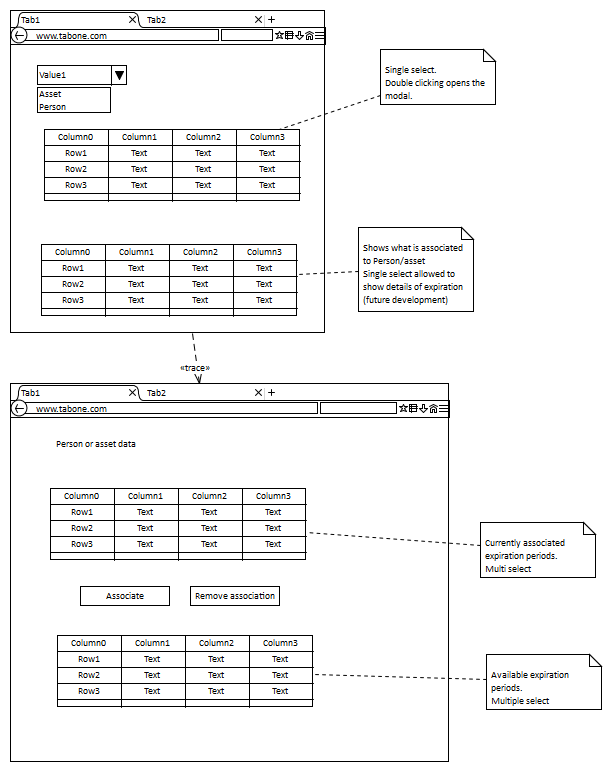 Tab1
Tab2
www.tabone.com
Value1
Asset
Person
Column0 Column1 Column2 Column3
Row1 Text Text Text
Row2 Text Text Text
Row3 Text Text Text
Single select.
Double clicking opens the
modal.
Column0 Column1 Column2 Column3
Row1 Text Text Text
Row2 Text Text Text
Row3 Text Text Text
Shows what is associated
to Person/asset
Single select allowed to
show details of expiration
(future development)
«trace»
Tab1
Tab2
www.tabone.com
Person or asset data
Column0 Column1 Column2 Column3
Row1 Text Text Text
Row2 Text Text Text
Row3 Text Text Text
Currently associated
expiration periods.
Multi select
Associate
Remove association
Column0 Column1 Column2 Column3
Row1 Text Text Text
Row2 Text Text Text
Row3 Text Text Text
Available expiration
periods.
Multiple select